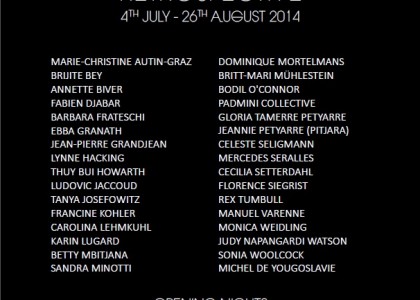 4TH JULY - 26TH AUGUST 2014
MARIE-CHRISTINE AUTIN-GRAZ
BRIJITE BEY
ANNETTE BIVER
FABIEN DJABAR
BARBARA FRATESCHI
EBBA GRANATH
JEAN-PIERRE GRANDJEAN
LYNNE HACKING
THUY BUI HOWARTH
LUDOVIC JACCOUD
TANYA JOSEFOWITZ
FRANCINE KOHLER
CAROLINA LEHMKUHL
KARIN LUGARD
BETTY MBITJANA
SANDRA MINOTTI
DOMINIQUE MORTELMANS
BRITT-MARI MÜHLESTEIN
BODIL O'CONNOR
PADMINI COLLECTIVE
GLORIA TAMERRE PETYARRE
JEANNIE PETYARRE (PITJARA)
CELESTE SELIGMANN
MERCEDES SERALLES
CECILIA SETTERDAHL
FLORENCE SIEGRIST
REX TUMBULL
MANUEL VARENNE
MONICA WEIDLING
JUDY NAPANGARDI WATSON
SONIA WOOLCOCK
MICHEL DE YOUGOSLAVIE
OPENING NIGHTS